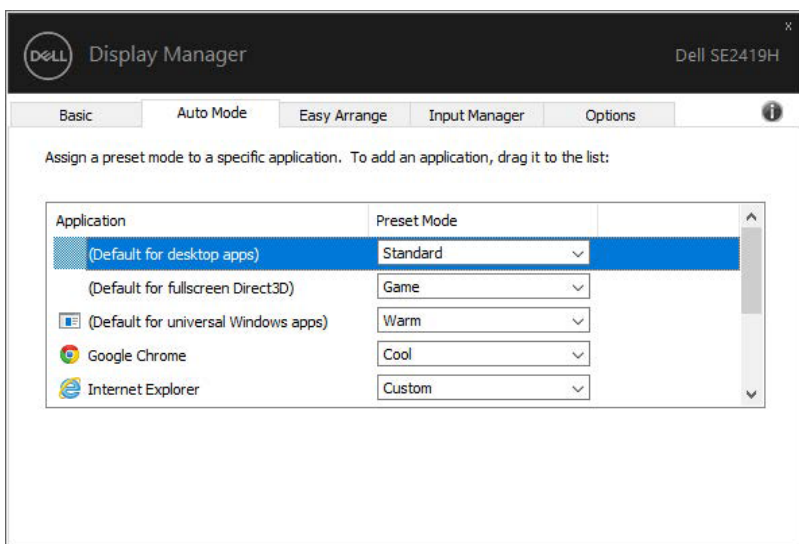 x
DELL Display Manager Dell SE2419H
Basic Auto Mode Easy Arrange Input Manager Options i
Assign a preset mode to a specific application. To add an application, drag it to the list:
Application Preset Mode
(Default for desktop apps) Standard
(Default for fullscreen Direct3D) Game
(Default for universal Windows apps) Warm
Google Chrome Cool
Internet Explorer Custom